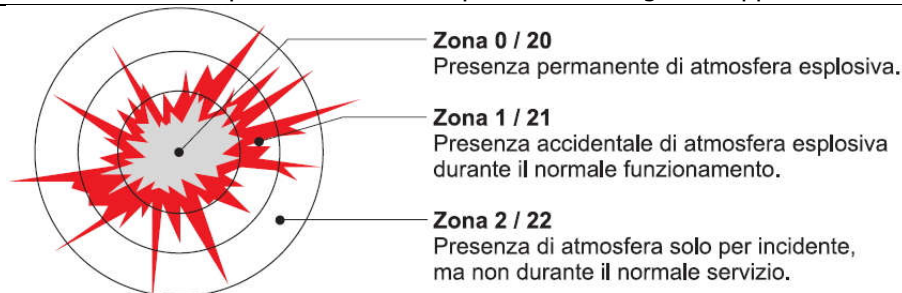 Zona 0 / 20
Presenza permanente di atmosfera esplosiva.
Zona 1 / 21
Presenza accidentale di atmosfera esplosiva
durante il normale funzionamento.
Zona 2 / 22
Presenza di atmosfera solo per incidente,
ma non durante il normale servizio.